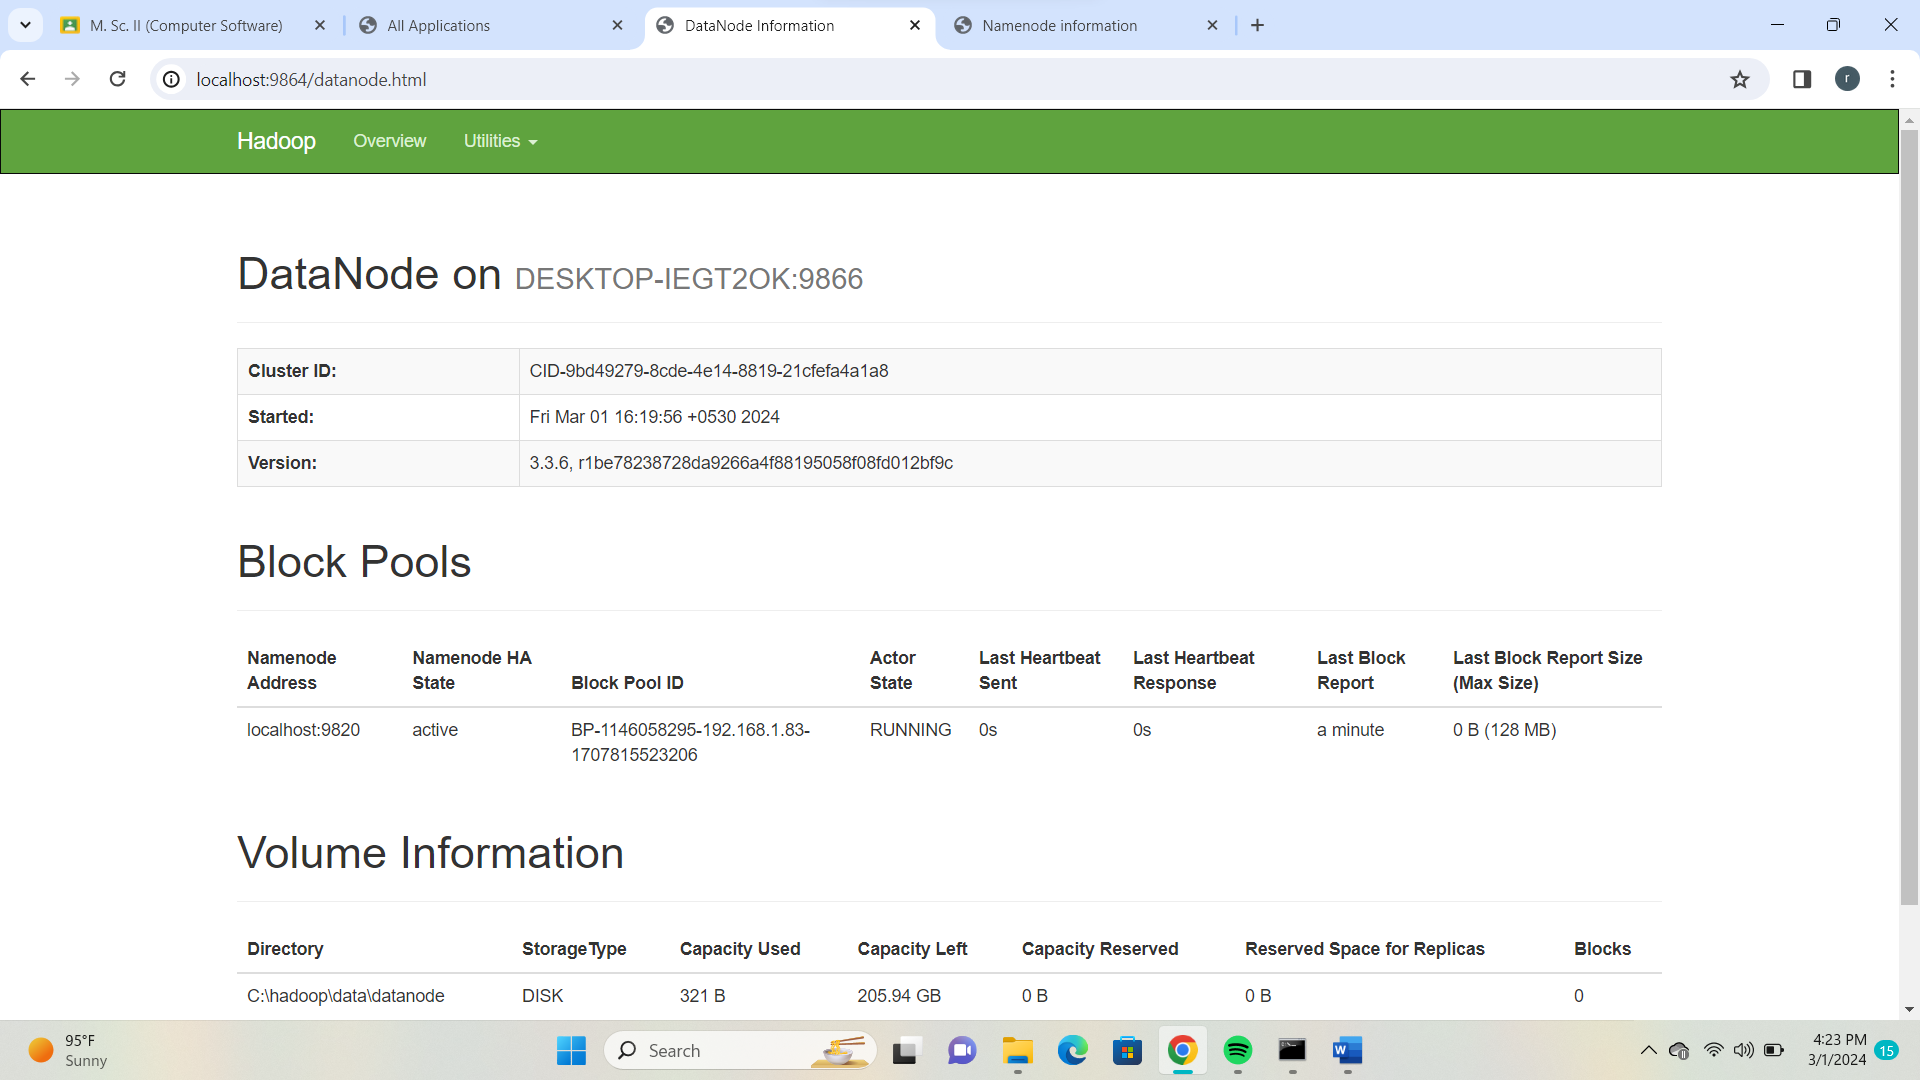 M. Sc. II (Computer Software)
All Applications
DataNode Information
Namenode information
localhost:9864/datanode.html
r
Hadoop Overview Utilities
DataNode on DESKTOP-IEGT2OK:9866
Cluster ID: CID-9bd49279-8cde-4e14-8819-21cfefa4a1a8
Started: Fri Mar 01 16:19:56 +0530 2024
Version: 3.3.6, r1be78238728da9266a4f88195058f08fd012bf9c
Block Pools
Namenode Address Namenode HA State Block Pool ID Actor State Last Heartbeat Sent Last Heartbeat Response Last Block Report Last Block Report Size (Max Size)
localhost:9820 active BP-1146058295-192.168.1.83-1707815523206 RUNNING 0s 0s a minute 0 B (128 MB)
Volume Information
Directory StorageType Capacity Used Capacity Left Capacity Reserved Reserved Space for Replicas Blocks
C:\hadoop\data\datanode DISK 321 B 205.94 GB 0 B 0 B 0
95°F
Sunny
Search
W
4:23 PM
3/1/2024
15